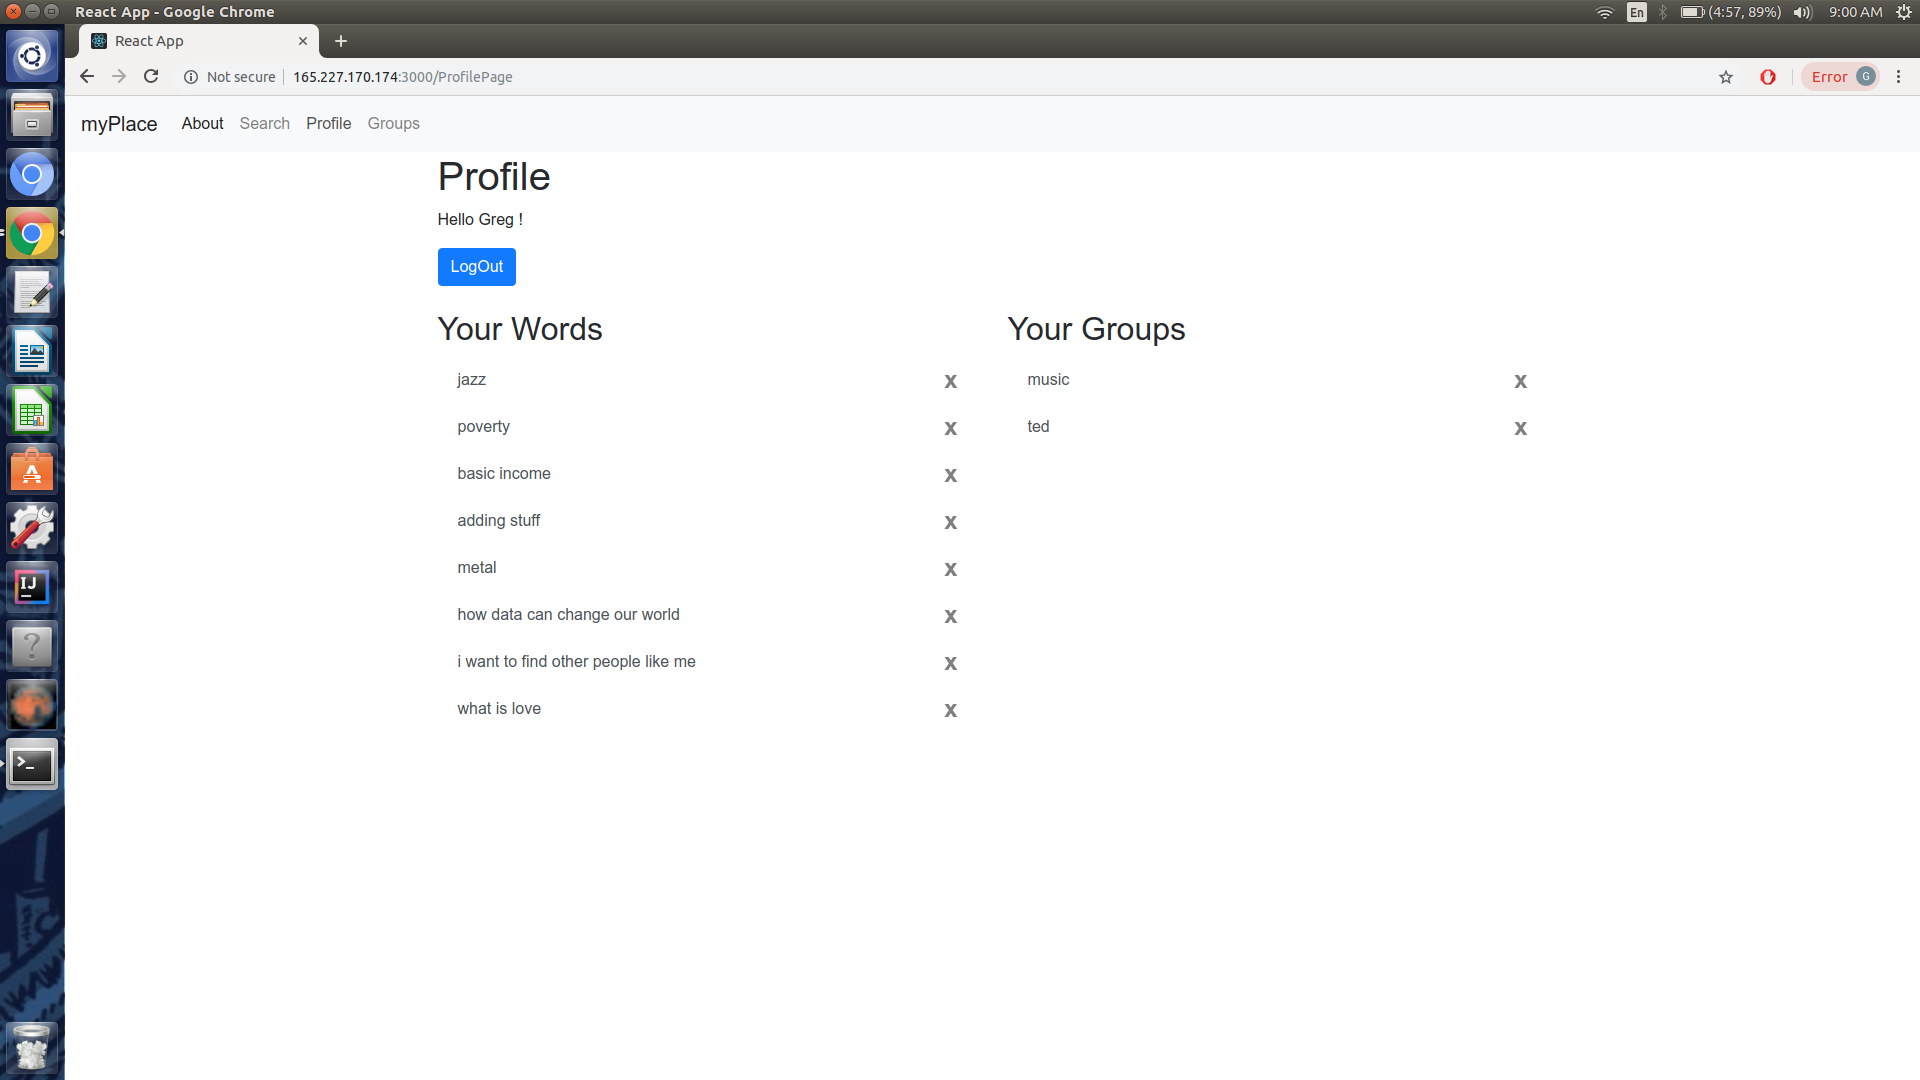 React App - Google Chrome
En
(4:57, 89%)
9:00 AM
React App
Not secure
165.227.170.174:3000/ProfilePage
Error
G
myPlace
About
Search
Profile
Groups
Profile
Hello Greg !
LogOut
Your Words
jazz
x
poverty
x
basic income
x
adding stuff
x
metal
x
how data can change our world
x
i want to find other people like me
x
what is love
x
Your Groups
music
x
ted
x
IJ